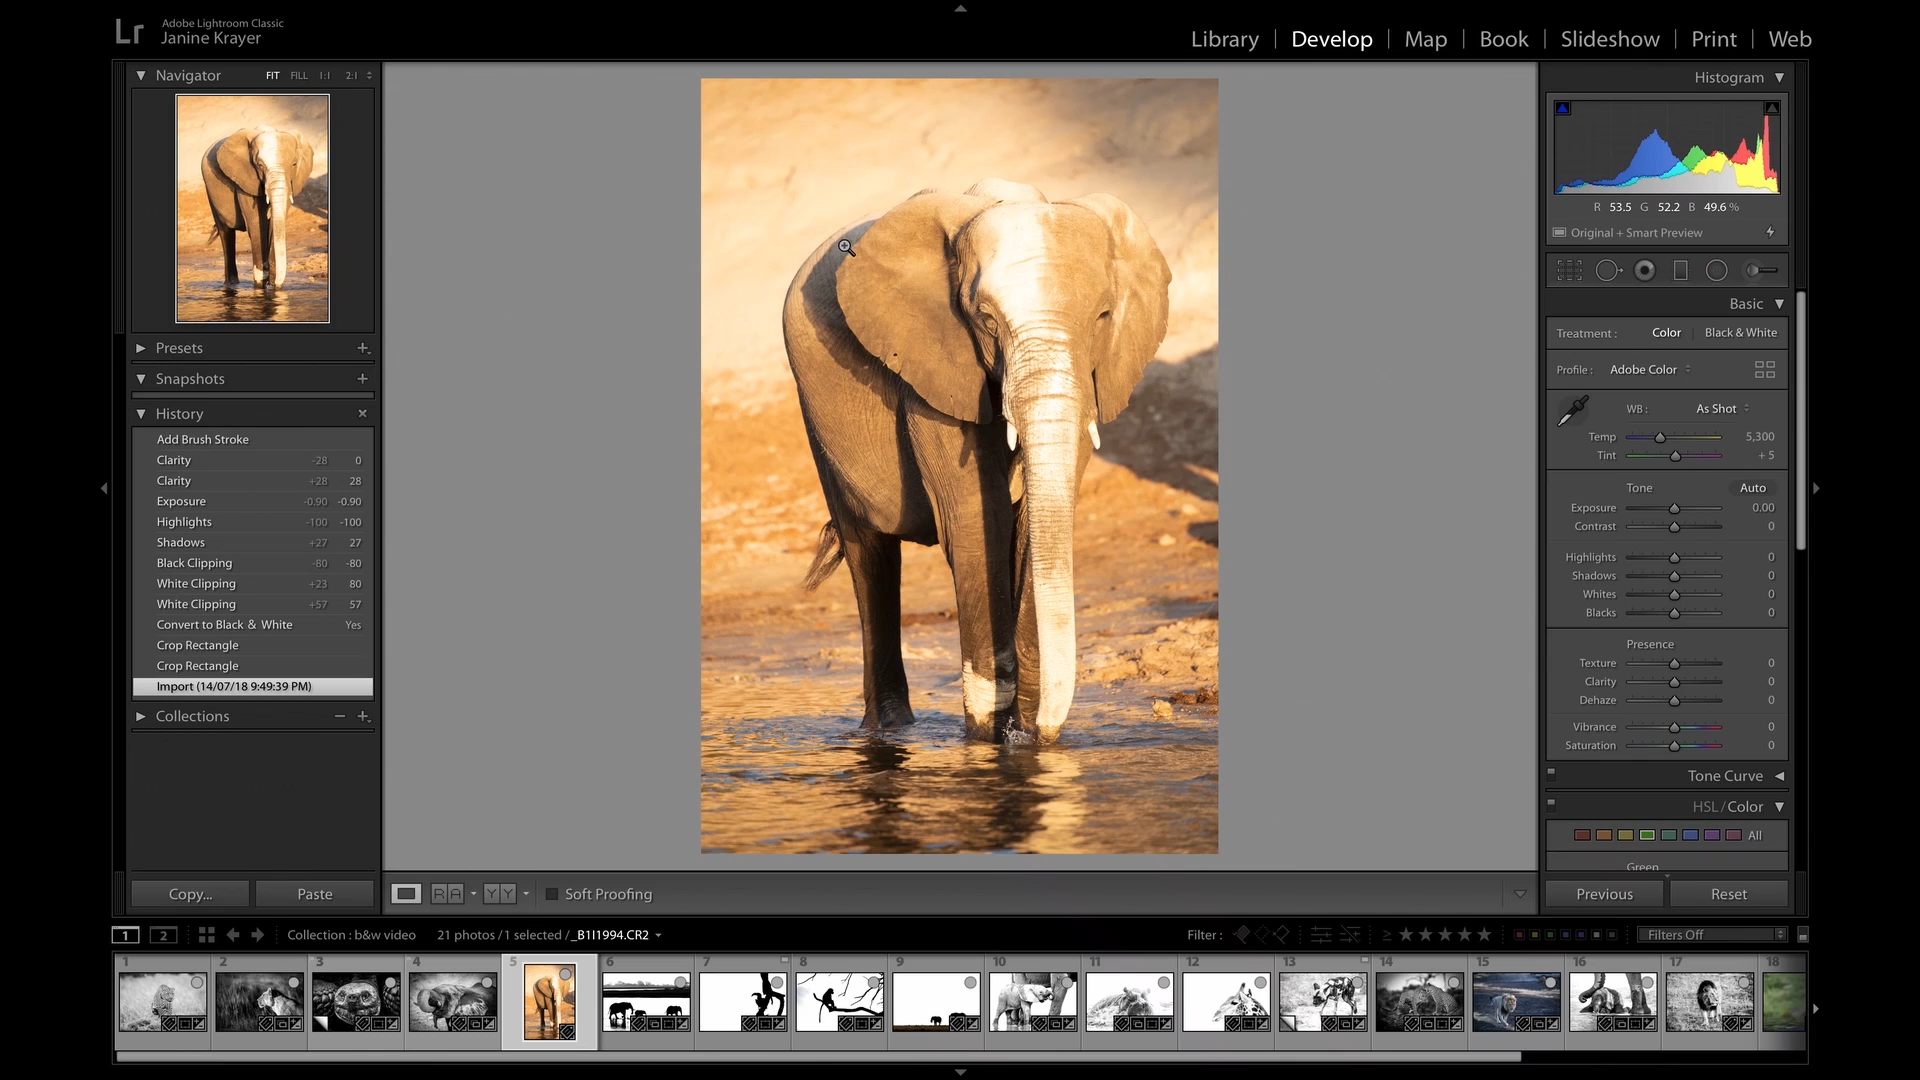 Lr
Adobe Lightroom Classic
Janine Krayer
Library | Develop | Map | Book | Slideshow | Print | Web
Navigator FIT FILL 1:1 2:1
Presets
Snapshots
History
Add Brush Stroke
Clarity -28 0
Clarity +28 28
Exposure -0.90 -0.90
Highlights -100 -100
Shadows +27 27
Black Clipping -80 -80
White Clipping +23 80
White Clipping +57 57
Convert to Black & White Yes
Crop Rectangle
Crop Rectangle
Import (14/07/18 9:49:39 PM)
Collections
Copy... Paste
R A Y Y Soft Proofing
Histogram
R 53.5 G 52.2 B 49.6 %
Original + Smart Preview
Basic
Treatment : Color Black & White
Profile : Adobe Color
WB : As Shot
Temp 5,300
Tint + 5
Tone Auto
Exposure 0.00
Contrast 0
Highlights 0
Shadows 0
Whites 0
Blacks 0
Presence
Texture 0
Clarity 0
Dehaze 0
Vibrance 0
Saturation 0
Tone Curve
HSL / Color
All
Green
Previous Reset
1 2 Collection : b&w video 21 photos / 1 selected / _B1I1994.CR2 Filter : Filters Off
1 2 3 4 5 6 7 8 9 10 11 12 13 14 15 16 17 18